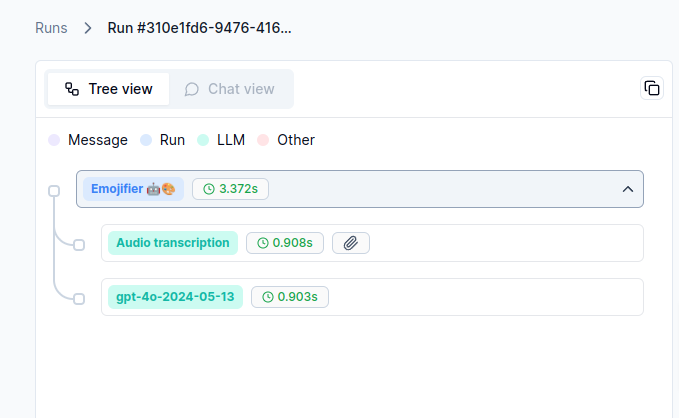 Runs > Run #310e1fd6-9476-416...
Tree view Chat view
Message Run LLM Other
Emojifier 🤖🎨 3.372s
Audio transcription 0.908s
gpt-4o-2024-05-13 0.903s